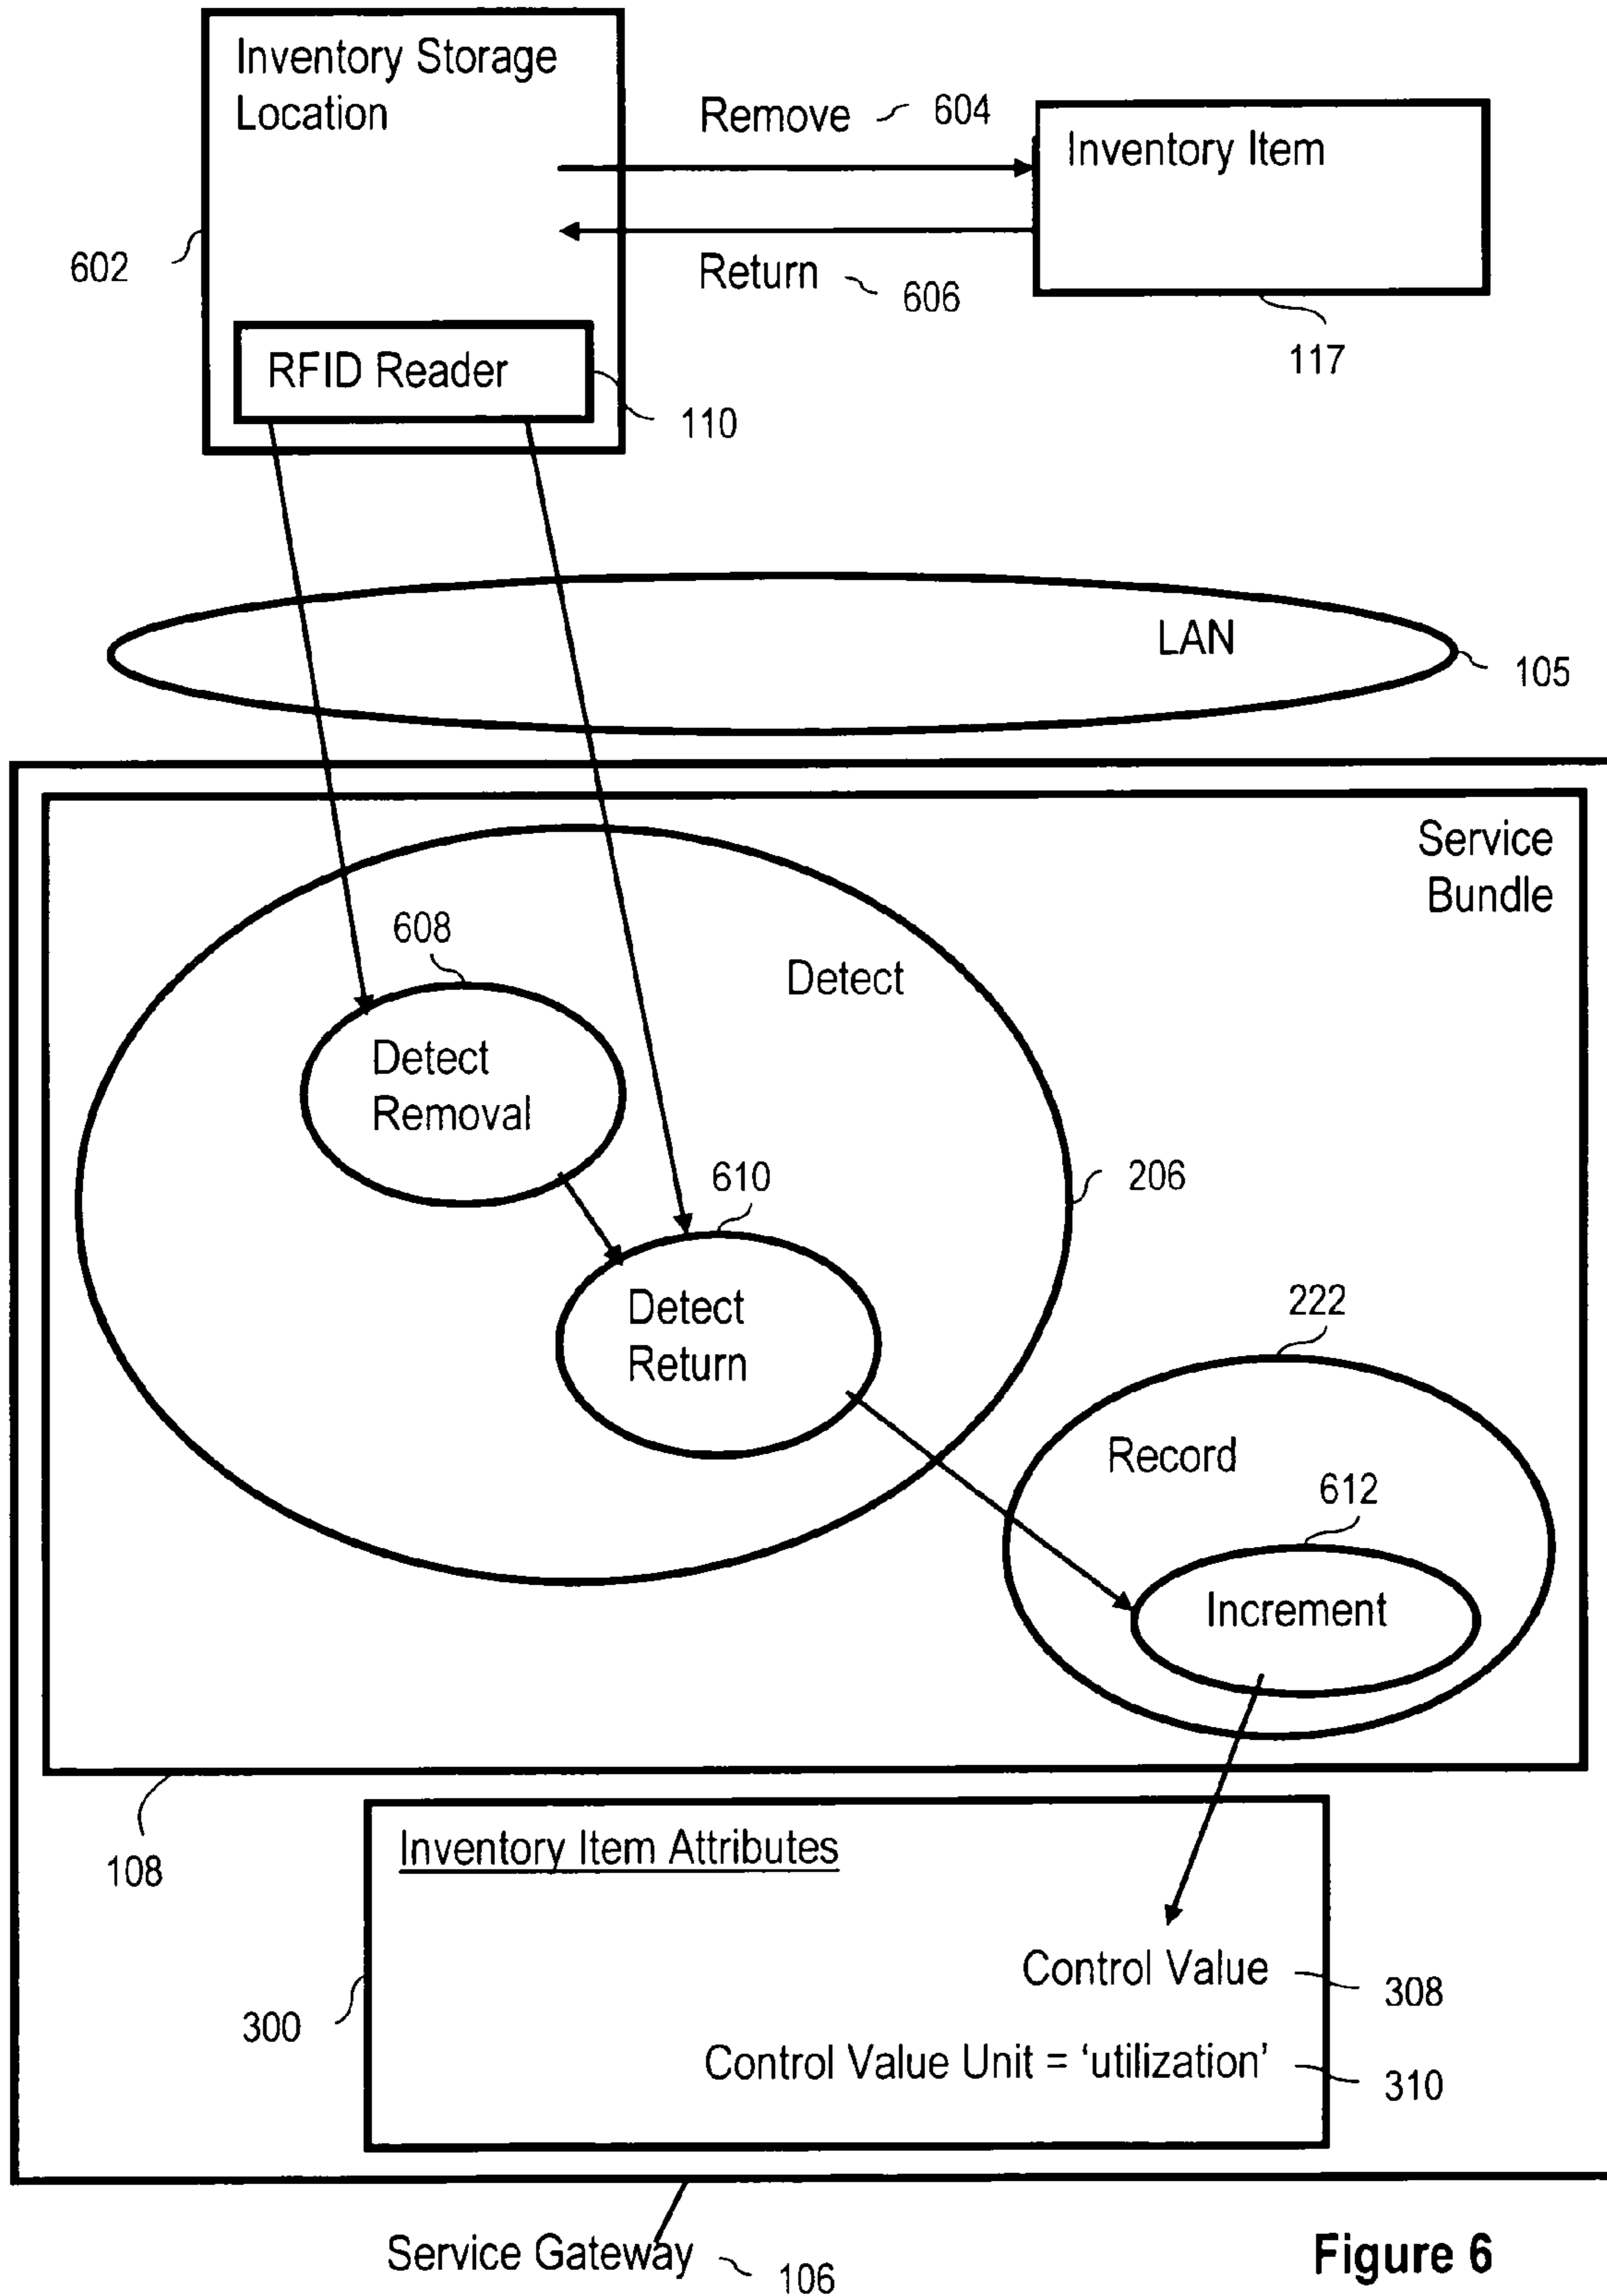 Inventory Storage
Location
Remove 604
Inventory Item
602
Return 606
117
RFID Reader
110
LAN
105
Service
Bundle
608
Detect
Detect
Removal
610
206
Detect
Return
222
Record
612
Increment
108
Inventory Item Attributes
Control Value 308
300
Control Value Unit = ‘utilization’ 310
Service Gateway 106
Figure 6